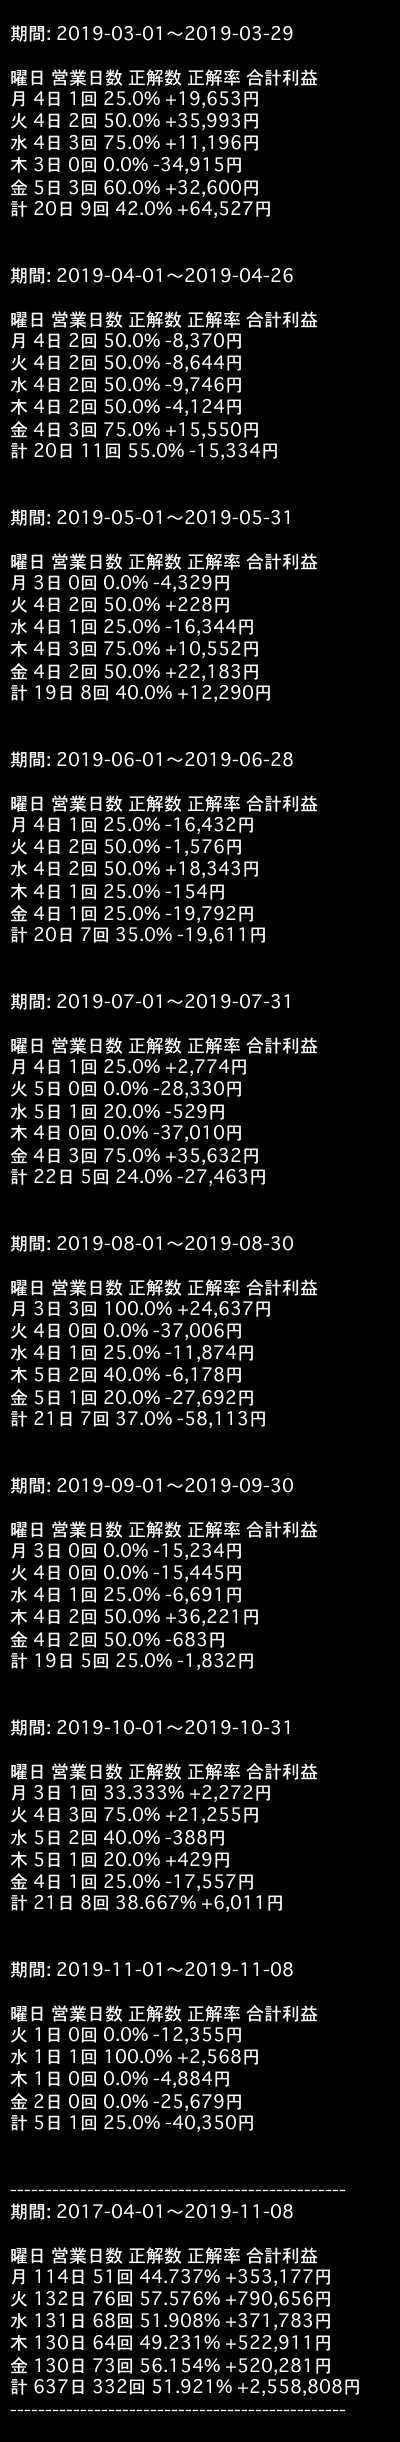 期間: 2019-03-01〜2019-03-29
曜日 営業日数 正解数 正解率 合計利益
月 4日 1回 25.0% +19,653円
火 4日 2回 50.0% +35,993円
水 4日 3回 75.0% +11,196円
木 3日 0回 0.0% -34,915円
金 5日 3回 60.0% +32,600円
計 20日 9回 42.0% +64,527円
期間: 2019-04-01〜2019-04-26
曜日 営業日数 正解数 正解率 合計利益
月 4日 2回 50.0% -8,370円
火 4日 2回 50.0% -8,644円
水 4日 2回 50.0% -9,746円
木 4日 2回 50.0% -4,124円
金 4日 3回 75.0% +15,550円
計 20日 11回 55.0% -15,334円
期間: 2019-05-01〜2019-05-31
曜日 営業日数 正解数 正解率 合計利益
月 3日 0回 0.0% -4,329円
火 4日 2回 50.0% +228円
水 4日 1回 25.0% -16,344円
木 4日 3回 75.0% +10,552円
金 4日 2回 50.0% +22,183円
計 19日 8回 40.0% +12,290円
期間: 2019-06-01〜2019-06-28
曜日 営業日数 正解数 正解率 合計利益
月 4日 1回 25.0% -16,432円
火 4日 2回 50.0% -1,576円
水 4日 2回 50.0% +18,343円
木 4日 1回 25.0% -154円
金 4日 1回 25.0% -19,792円
計 20日 7回 35.0% -19,611円
期間: 2019-07-01〜2019-07-31
曜日 営業日数 正解数 正解率 合計利益
月 4日 1回 25.0% +2,774円
火 5日 0回 0.0% -28,330円
水 5日 1回 20.0% -529円
木 4日 0回 0.0% -37,010円
金 4日 3回 75.0% +35,632円
計 22日 5回 24.0% -27,463円
期間: 2019-08-01〜2019-08-30
曜日 営業日数 正解数 正解率 合計利益
月 3日 3回 100.0% +24,637円
火 4日 0回 0.0% -37,006円
水 4日 1回 25.0% -11,874円
木 5日 2回 40.0% -6,178円
金 5日 1回 20.0% -27,692円
計 21日 7回 37.0% -58,113円
期間: 2019-09-01〜2019-09-30
曜日 営業日数 正解数 正解率 合計利益
月 3日 0回 0.0% -15,234円
火 4日 0回 0.0% -15,445円
水 4日 1回 25.0% -6,691円
木 4日 2回 50.0% +36,221円
金 4日 2回 50.0% -683円
計 19日 5回 25.0% -1,832円
期間: 2019-10-01〜2019-10-31
曜日 営業日数 正解数 正解率 合計利益
月 3日 1回 33.333% +2,272円
火 4日 3回 75.0% +21,255円
水 5日 2回 40.0% -388円
木 5日 1回 20.0% +429円
金 4日 1回 25.0% -17,557円
計 21日 8回 38.667% +6,011円
期間: 2019-11-01〜2019-11-08
曜日 営業日数 正解数 正解率 合計利益
火 1日 0回 0.0% -12,355円
水 1日 1回 100.0% +2,568円
木 1日 0回 0.0% -4,884円
金 2日 0回 0.0% -25,679円
計 5日 1回 25.0% -40,350円
------------------------------------------------
期間: 2017-04-01〜2019-11-08
曜日 営業日数 正解数 正解率 合計利益
月 114日 51回 44.737% +353,177円
火 132日 76回 57.576% +790,656円
水 131日 68回 51.908% +371,783円
木 130日 64回 49.231% +522,911円
金 130日 73回 56.154% +520,281円
計 637日 332回 51.921% +2,558,808円
------------------------------------------------